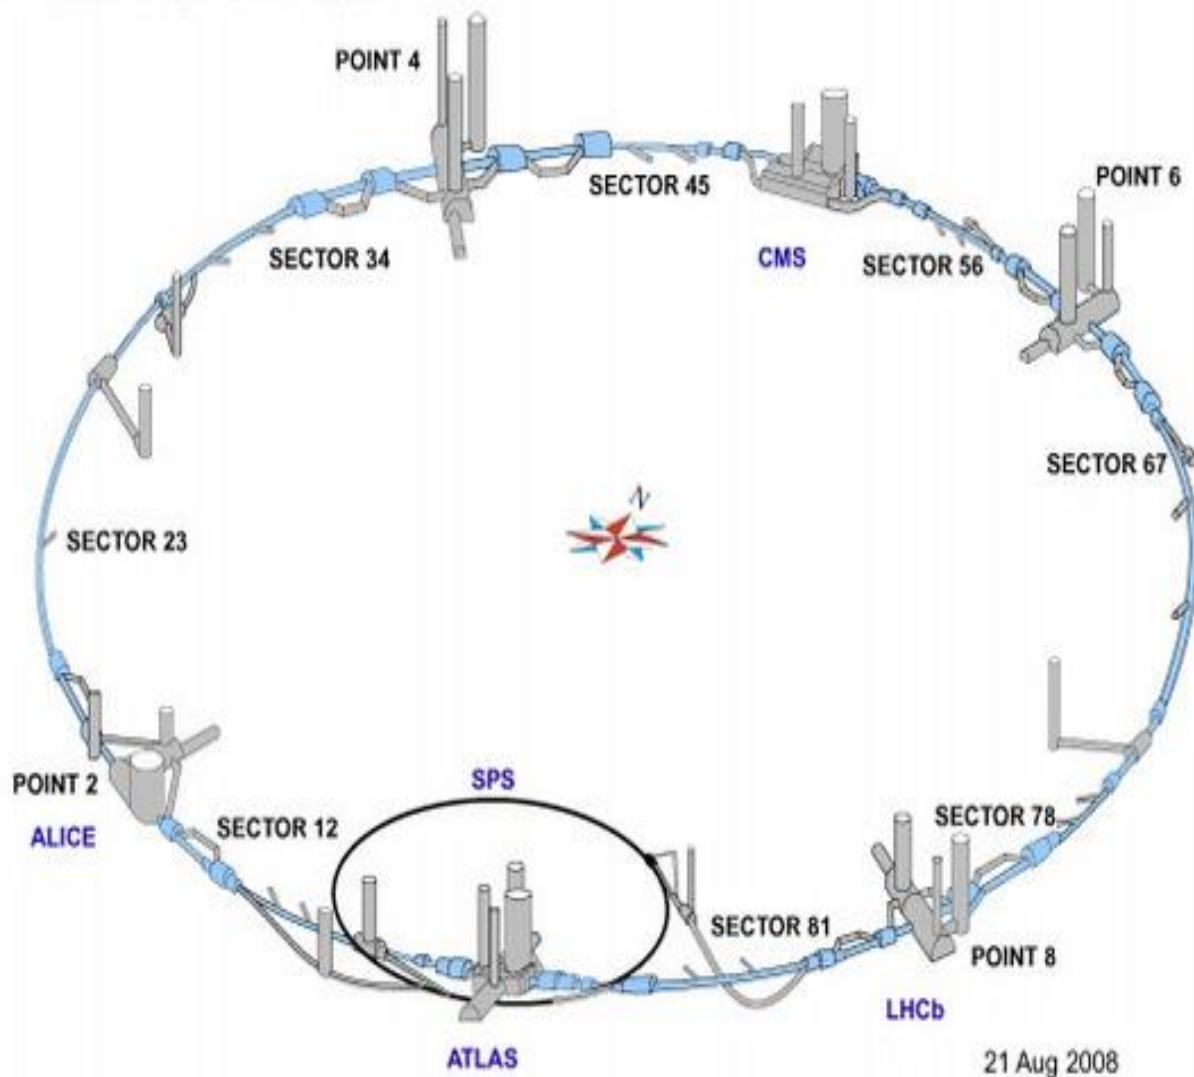 POINT 4
POINT 6
SECTOR 45
CMS
SECTOR 34
SECTOR 56
SECTOR 67
N
SECTOR 23
SPS
POINT 2
ALICE
SECTOR 12
SECTOR 78
SECTOR 81
POINT 8
LHCb
ATLAS
21 Aug 2008